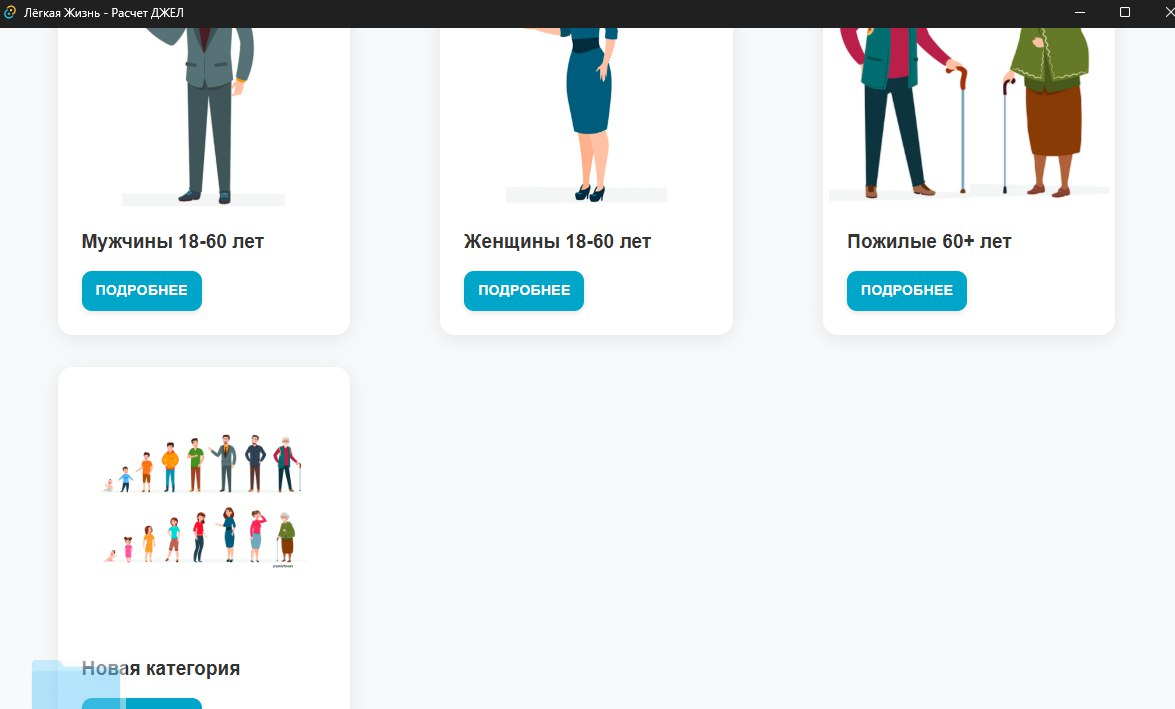 Лёгкая Жизнь - Расчет ДЖЕЛ
Мужчины 18-60 лет
Женщины 18-60 лет
Пожилые 60+ лет
ПОДРОБНЕЕ
ПОДРОБНЕЕ
ПОДРОБНЕЕ
Новая категория